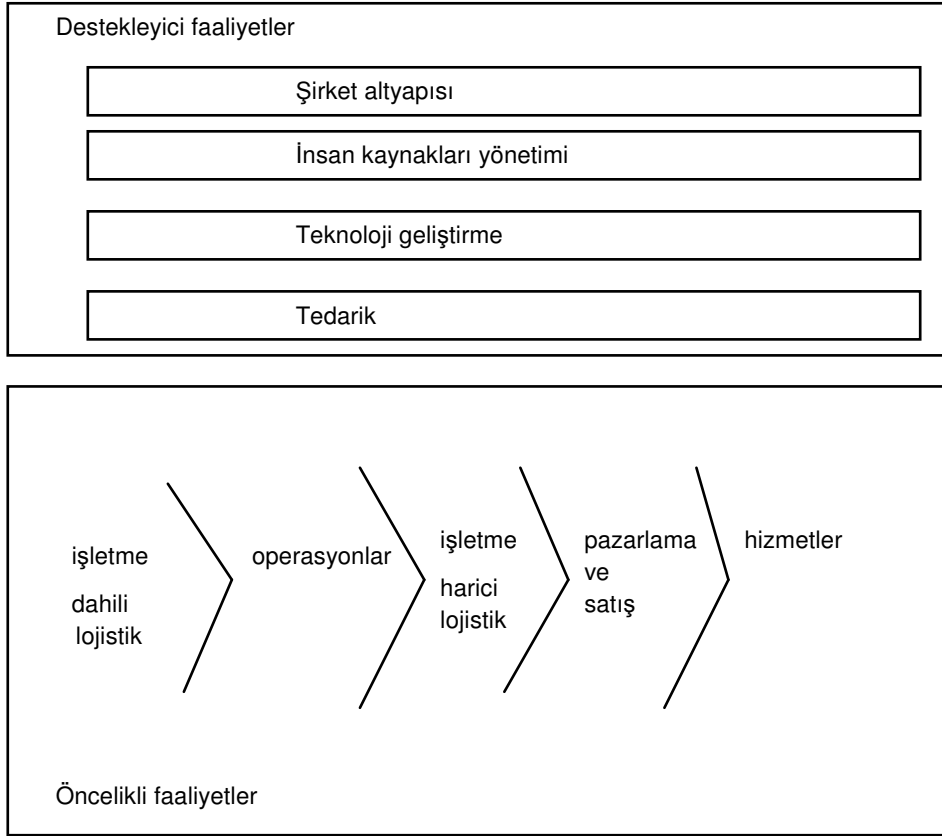 Destekleyici faaliyetler
Şirket altyapısı
İnsan kaynakları yönetimi
Teknoloji geliştirme
Tedarik
işletme
dahili
lojistik
operasyonlar
işletme
harici
lojistik
pazarlama
ve
satış
hizmetler
Öncelikli faaliyetler